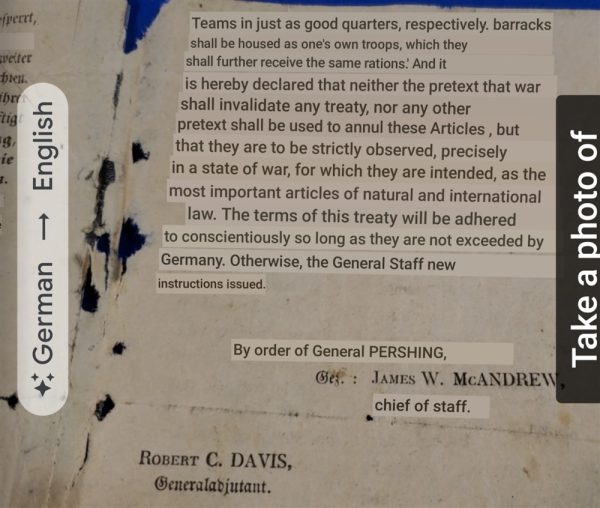 Teams in just as good quarters, respectively. barracks
shall be housed as one's own troops, which they
shall further receive the same rations.' And it
is hereby declared that neither the pretext that war
shall invalidate any treaty, nor any other
pretext shall be used to annul these Articles , but
that they are to be strictly observed, precisely
in a state of war, for which they are intended, as the
most important articles of natural and international
law. The terms of this treaty will be adhered
to conscientiously so long as they are not exceeded by
Germany. Otherwise, the General Staff new
instructions issued.
By order of General PERSHING,
Gez. : JAMES W. MCANDREW,
chief of staff.
ROBERT C. DAVIS,
Generaladjutant.
German → English
Take a photo of